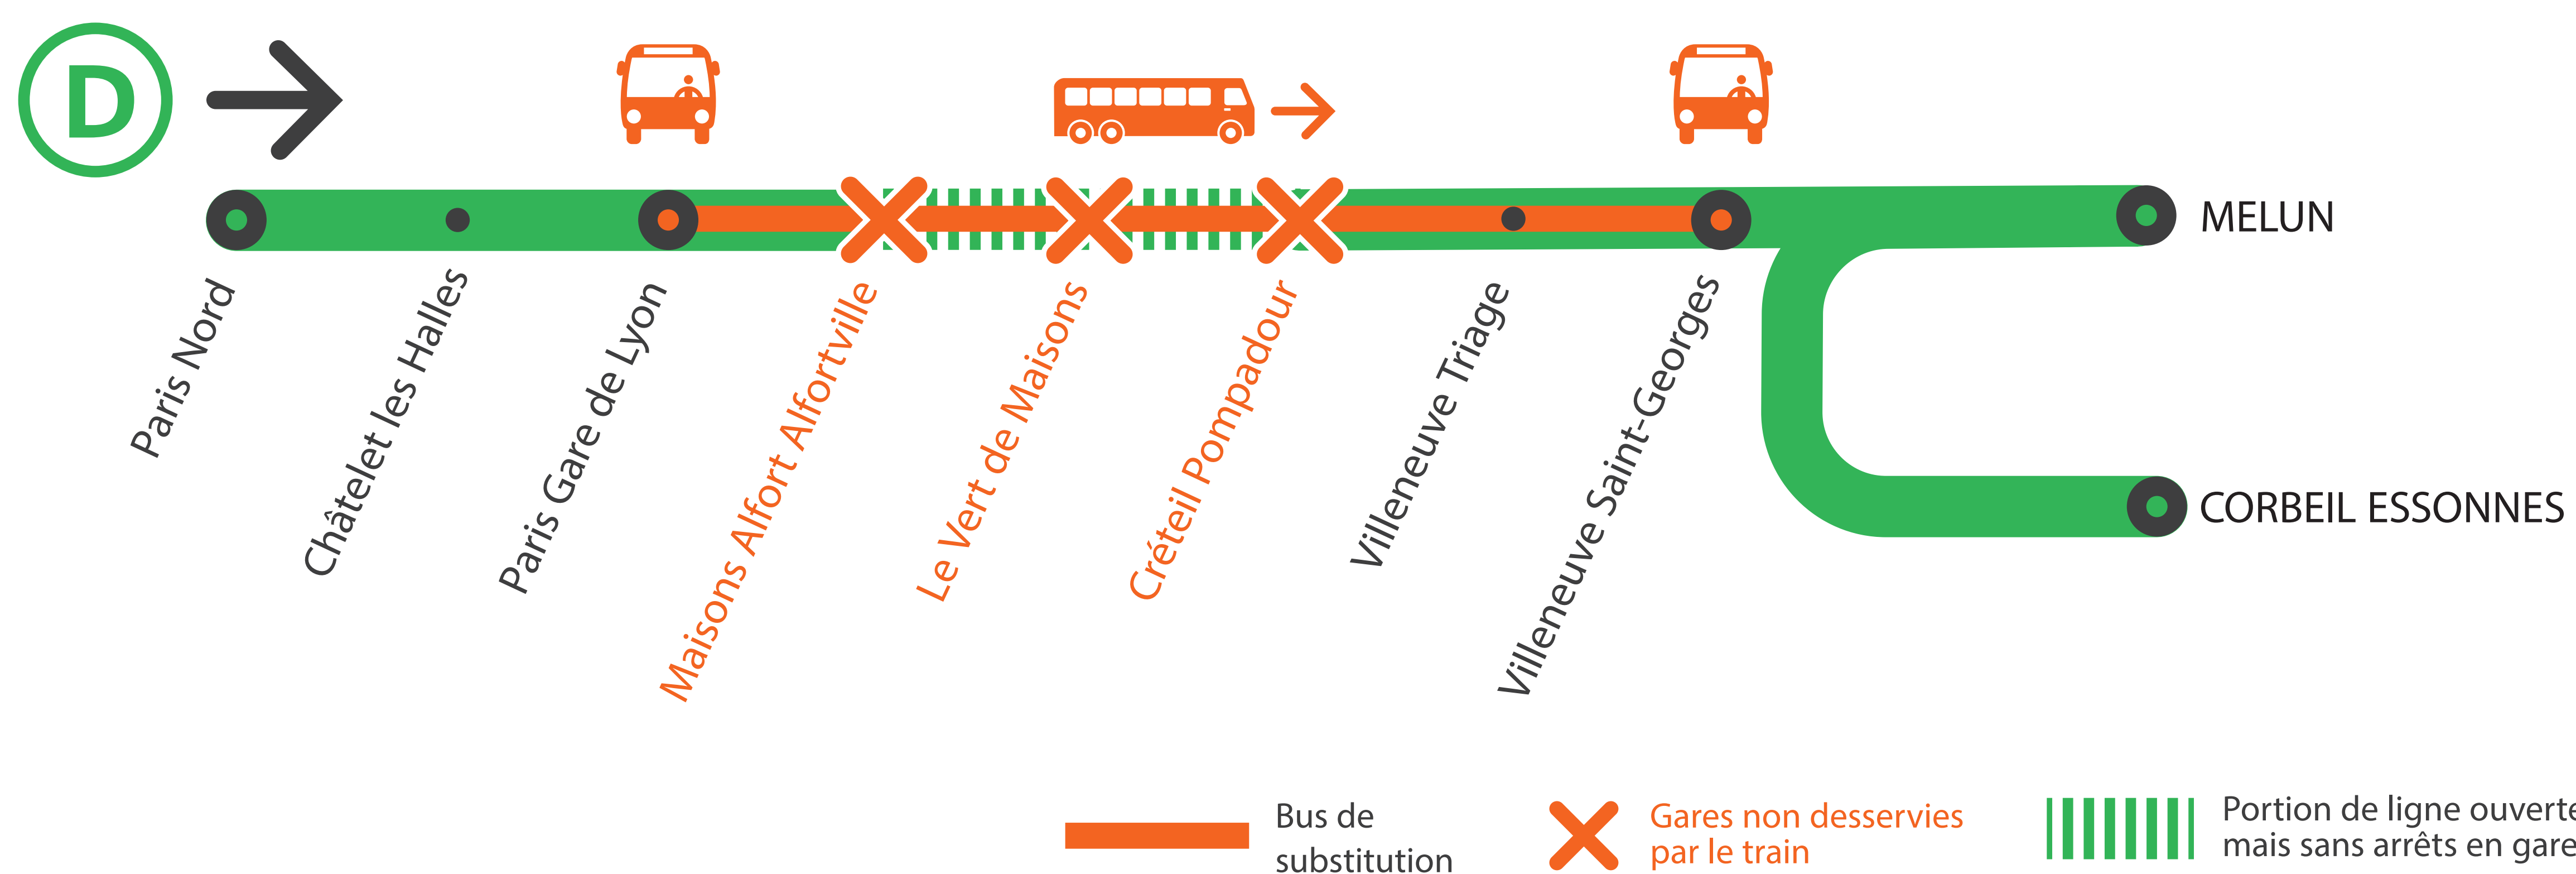 D
MELUN
CORBEIL ESSONNES
Paris Nord
Châtelet les Halles
Paris Gare de Lyon
Maisons Alfort Alfortville
Le Vert de Maisons
Créteil Pompadour
Villeneuve Triage
Villeneuve Saint-Georges
Bus de
substitution
Gares non desservies
par le train
Portion de ligne ouverte
mais sans arrêts en gare